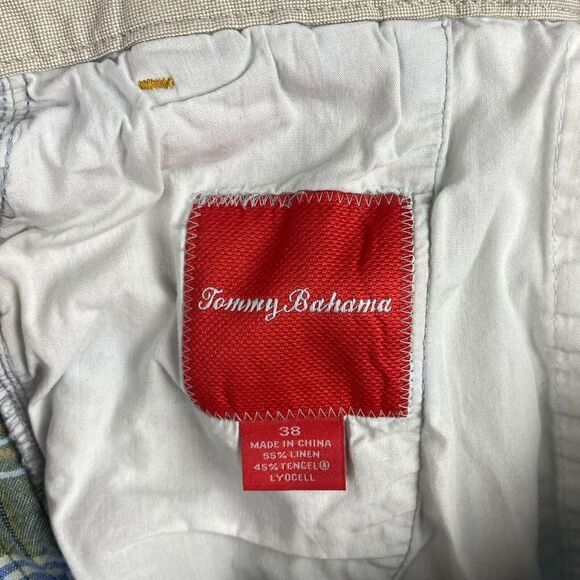 Tommy Bahama
38
MADE IN CHINA
55% LINEN
45% TENCEL®
LYOCELL